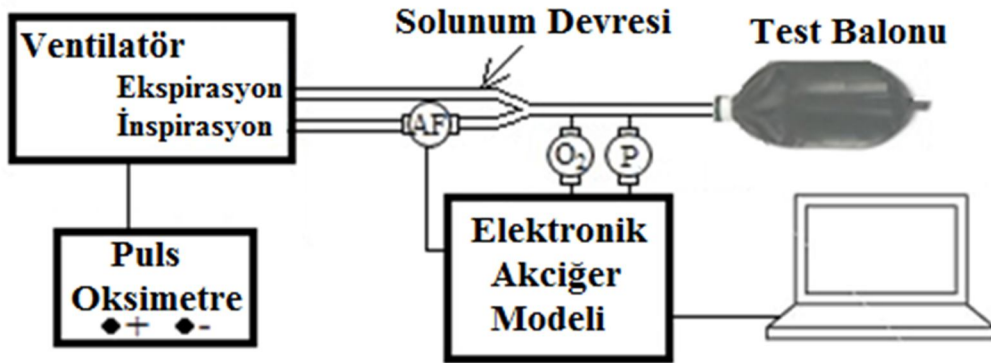 Solunum Devresi
Test Balonu
Ventilatör
Ekspirasyon
İnspirasyon
AF
O₂
P
Puls
Oksimetre
+ -
Elektronik
Akciğer
Modeli